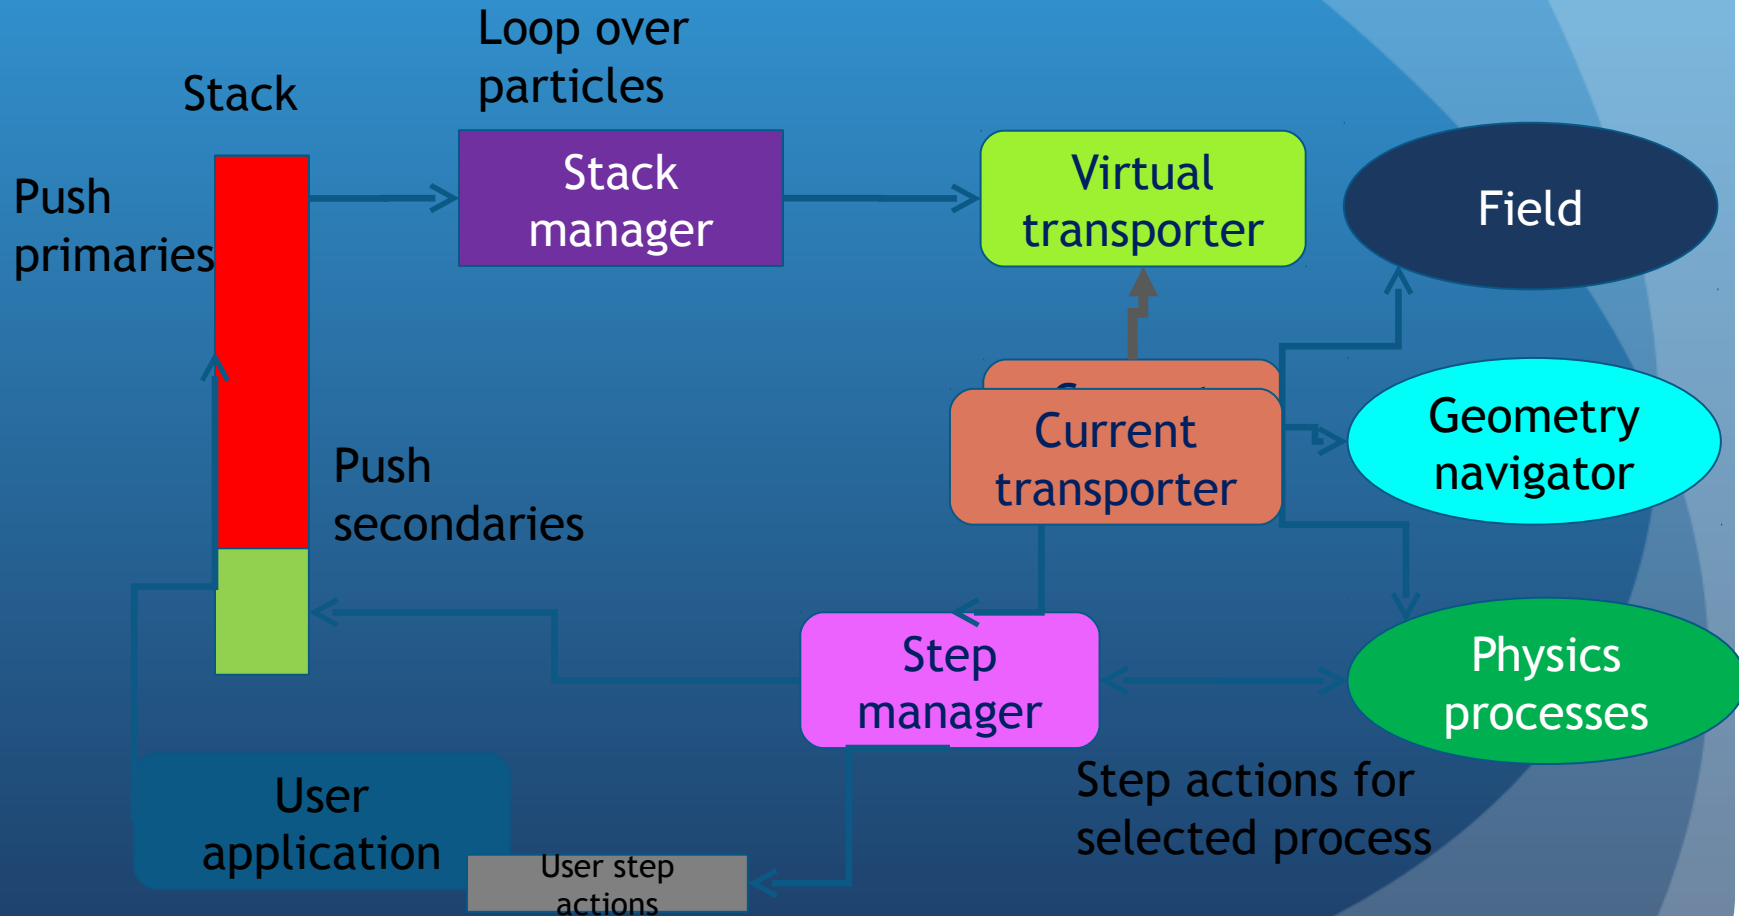 Loop over
particles
Stack
Push
primaries
Stack
manager
Virtual
transporter
Field
Current
transporter
Geometry
navigator
Push
secondaries
Step
manager
Physics
processes
Step actions for
selected process
User
application
User step
actions